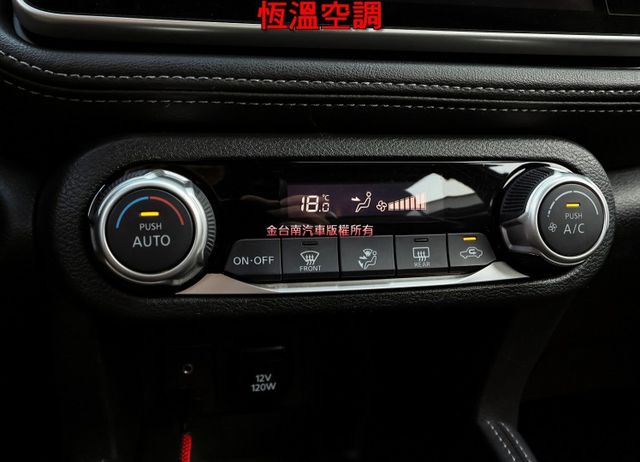 恆溫空調
18.0 °C
金台南汽車版權所有
PUSH
AUTO
ON·OFF
FRONT
REAR
PUSH
A/C
12V
120W